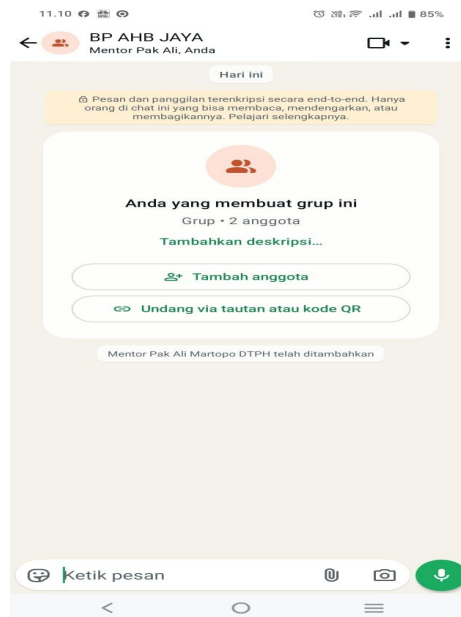 11.10 85%
BP AHB JAYA
Mentor Pak Ali, Anda
Hari ini
Pesan dan panggilan terenkripsi secara end-to-end. Hanya
orang di chat ini yang bisa membaca, mendengarkan, atau
membagikannya. Pelajari selengkapnya.
Anda yang membuat grup ini
Grup • 2 anggota
Tambahkan deskripsi...
Tambah anggota
Undang via tautan atau kode QR
Mentor Pak Ali Martopo DTPH telah ditambahkan
Ketik pesan